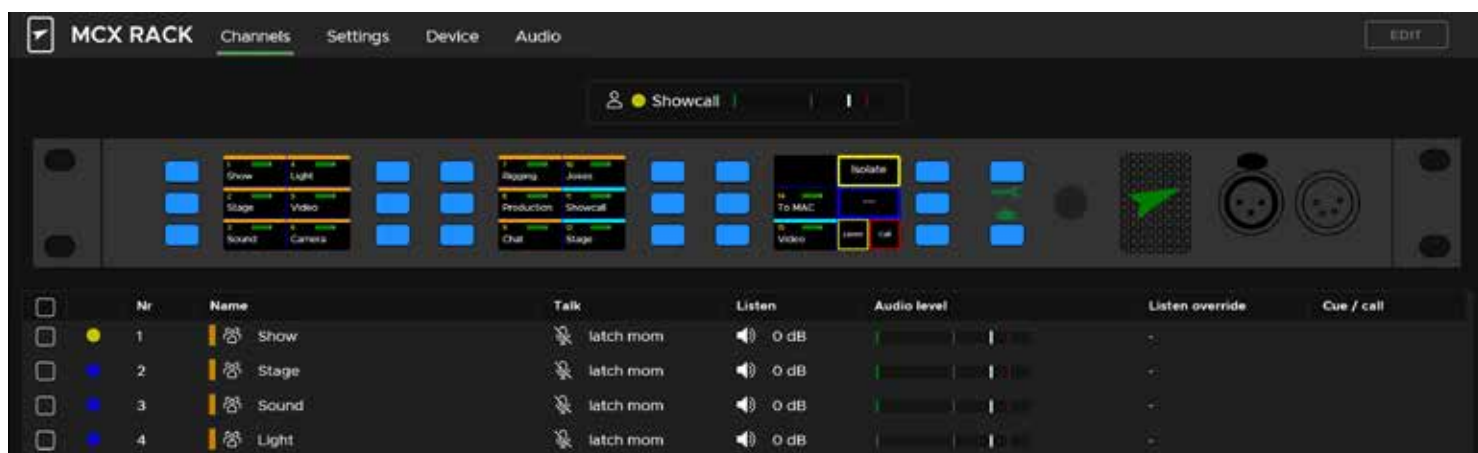 MCX RACK Channels Settings Device Audio EDIT
Showcall
Show Light
Stage Video
Sound Camera
Rigging Jones
Production Showcall
Chat Stage
Isolate
To MAC ---
Video Listen Call
Nr Name Talk Listen Audio level Listen override Cue / call
1 Show latch mom 0 dB -
2 Stage latch mom 0 dB -
3 Sound latch mom 0 dB -
4 Light latch mom 0 dB -